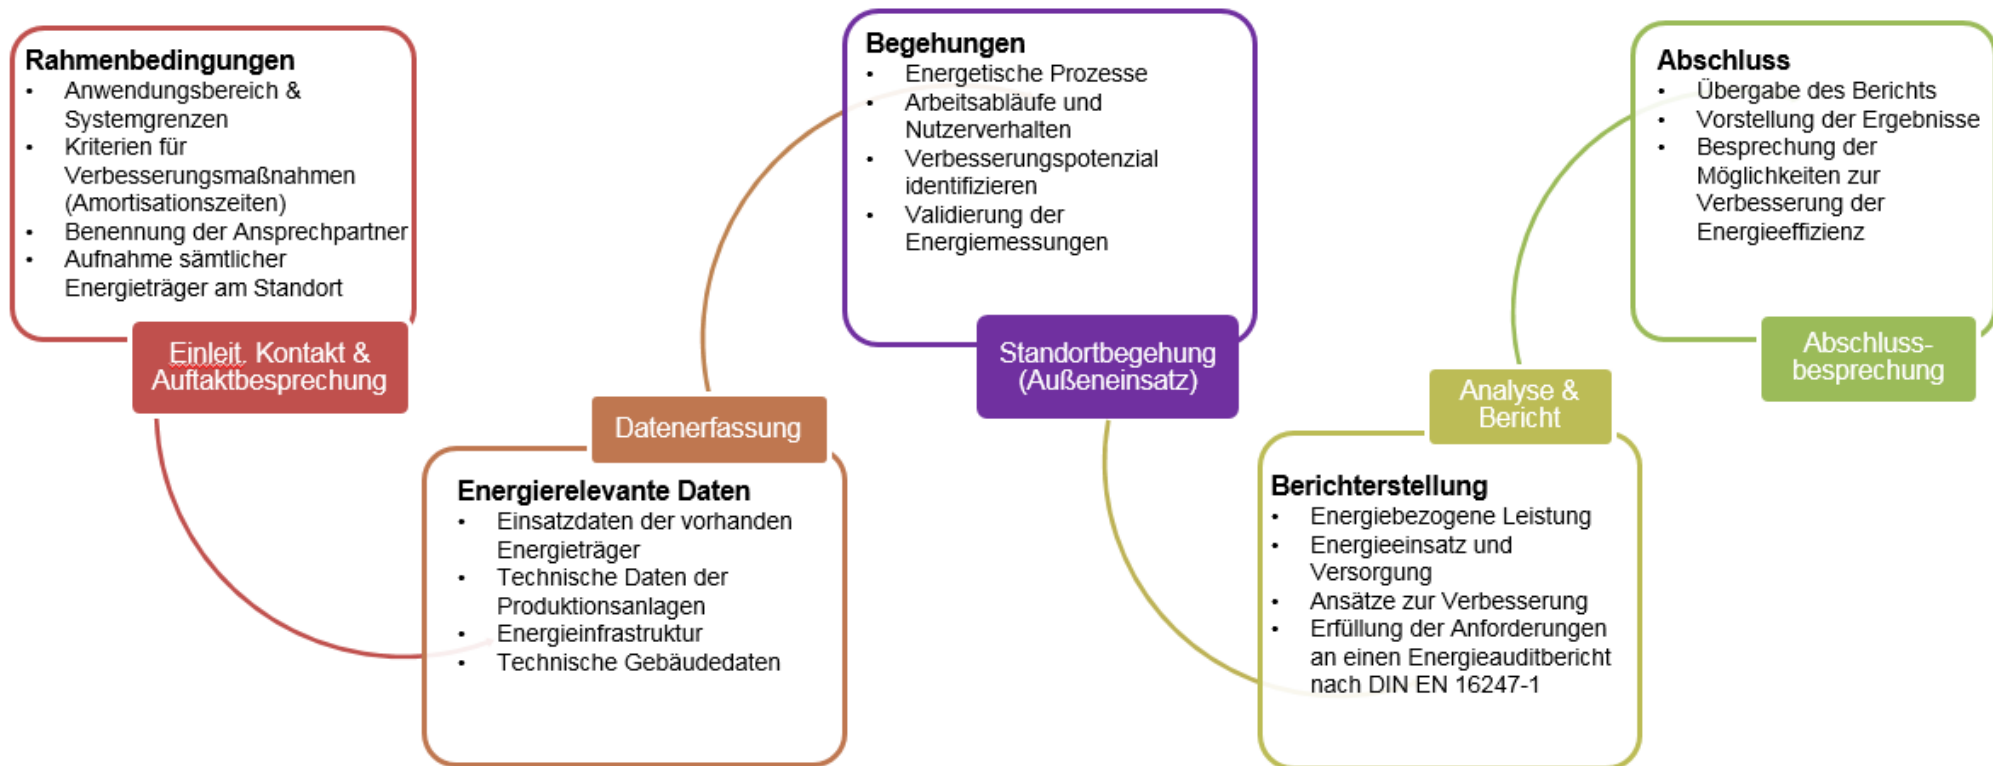 Rahmenbedingungen
• Anwendungsbereich &
Systemgrenzen
• Kriterien für
Verbesserungsmaßnahmen
(Amortisationszeiten)
• Benennung der Ansprechpartner
• Aufnahme sämtlicher
Energieträger am Standort
Einleit. Kontakt &
Auftaktbesprechung
Datenerfassung
Energierelevante Daten
• Einsatzdaten der vorhanden
Energieträger
• Technische Daten der
Produktionsanlagen
• Energieinfrastruktur
• Technische Gebäudedaten
Begehungen
• Energetische Prozesse
• Arbeitsabläufe und
Nutzerverhalten
• Verbesserungspotenzial
identifizieren
• Validierung der
Energiemessungen
Standortbegehung
(Außeneinsatz)
Analyse &
Bericht
Berichterstellung
• Energiebezogene Leistung
• Energieeinsatz und
Versorgung
• Ansätze zur Verbesserung
• Erfüllung der Anforderungen
an einen Energieauditbericht
nach DIN EN 16247-1
Abschluss
• Übergabe des Berichts
• Vorstellung der Ergebnisse
• Besprechung der
Möglichkeiten zur
Verbesserung der
Energieeffizienz
Abschluss-
besprechung